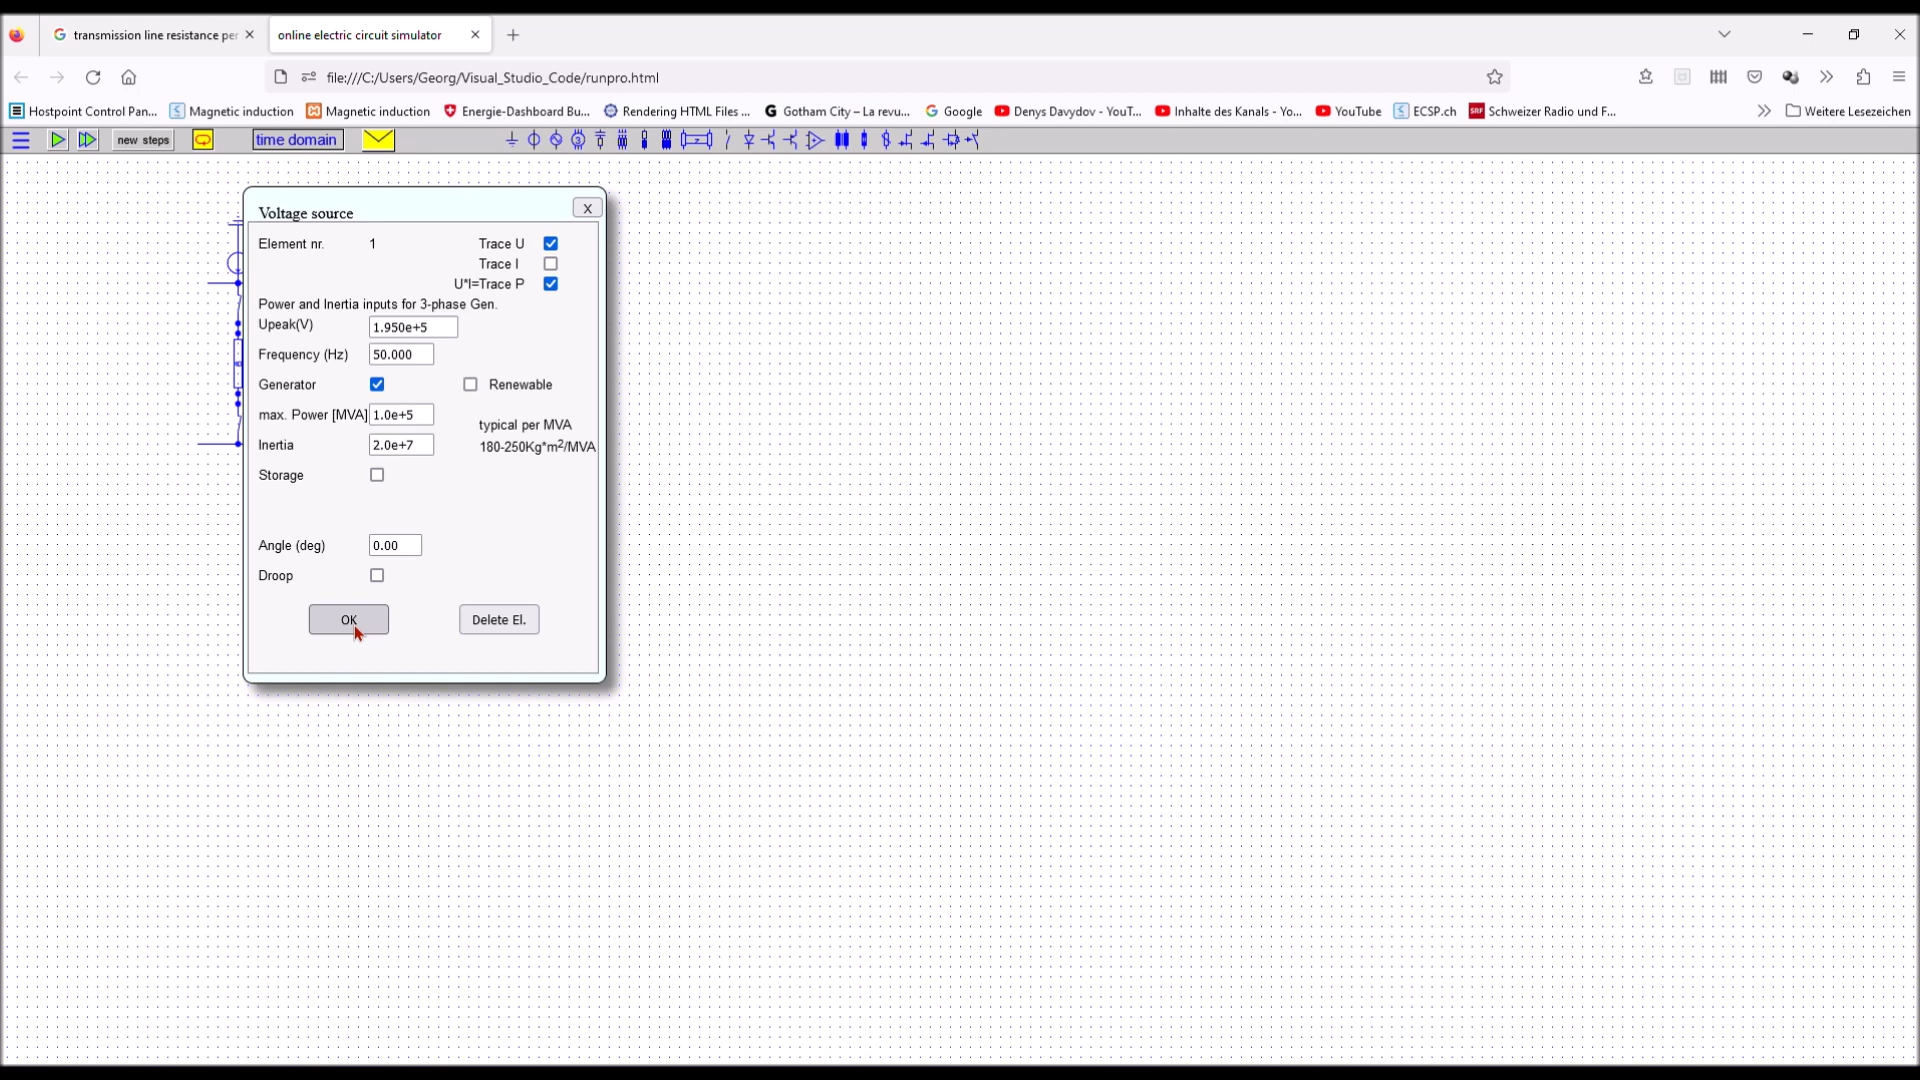 transmission line resistance per
online electric circuit simulator
file:///C:/Users/Georg/Visual_Studio_Code/runpro.html
Hostpoint Control Pan...
Magnetic induction
Magnetic induction
Energie-Dashboard Bu...
Rendering HTML Files ...
Gotham City – La revu...
Google
Denys Davydov - YouT...
Inhalte des Kanals - Yo...
YouTube
ECSP.ch
SRF
Schweizer Radio und F...
Weitere Lesezeichen
new steps
time domain
3
Voltage source
X
Element nr. 1 Trace U
Trace I
U*I=Trace P
Power and Inertia inputs for 3-phase Gen.
Upeak(V) 1.950e+5
Frequency (Hz) 50.000
Generator Renewable
max. Power [MVA] 1.0e+5
typical per MVA
Inertia 2.0e+7 180-250Kg*m²/MVA
Storage
Angle (deg) 0.00
Droop
OK Delete El.